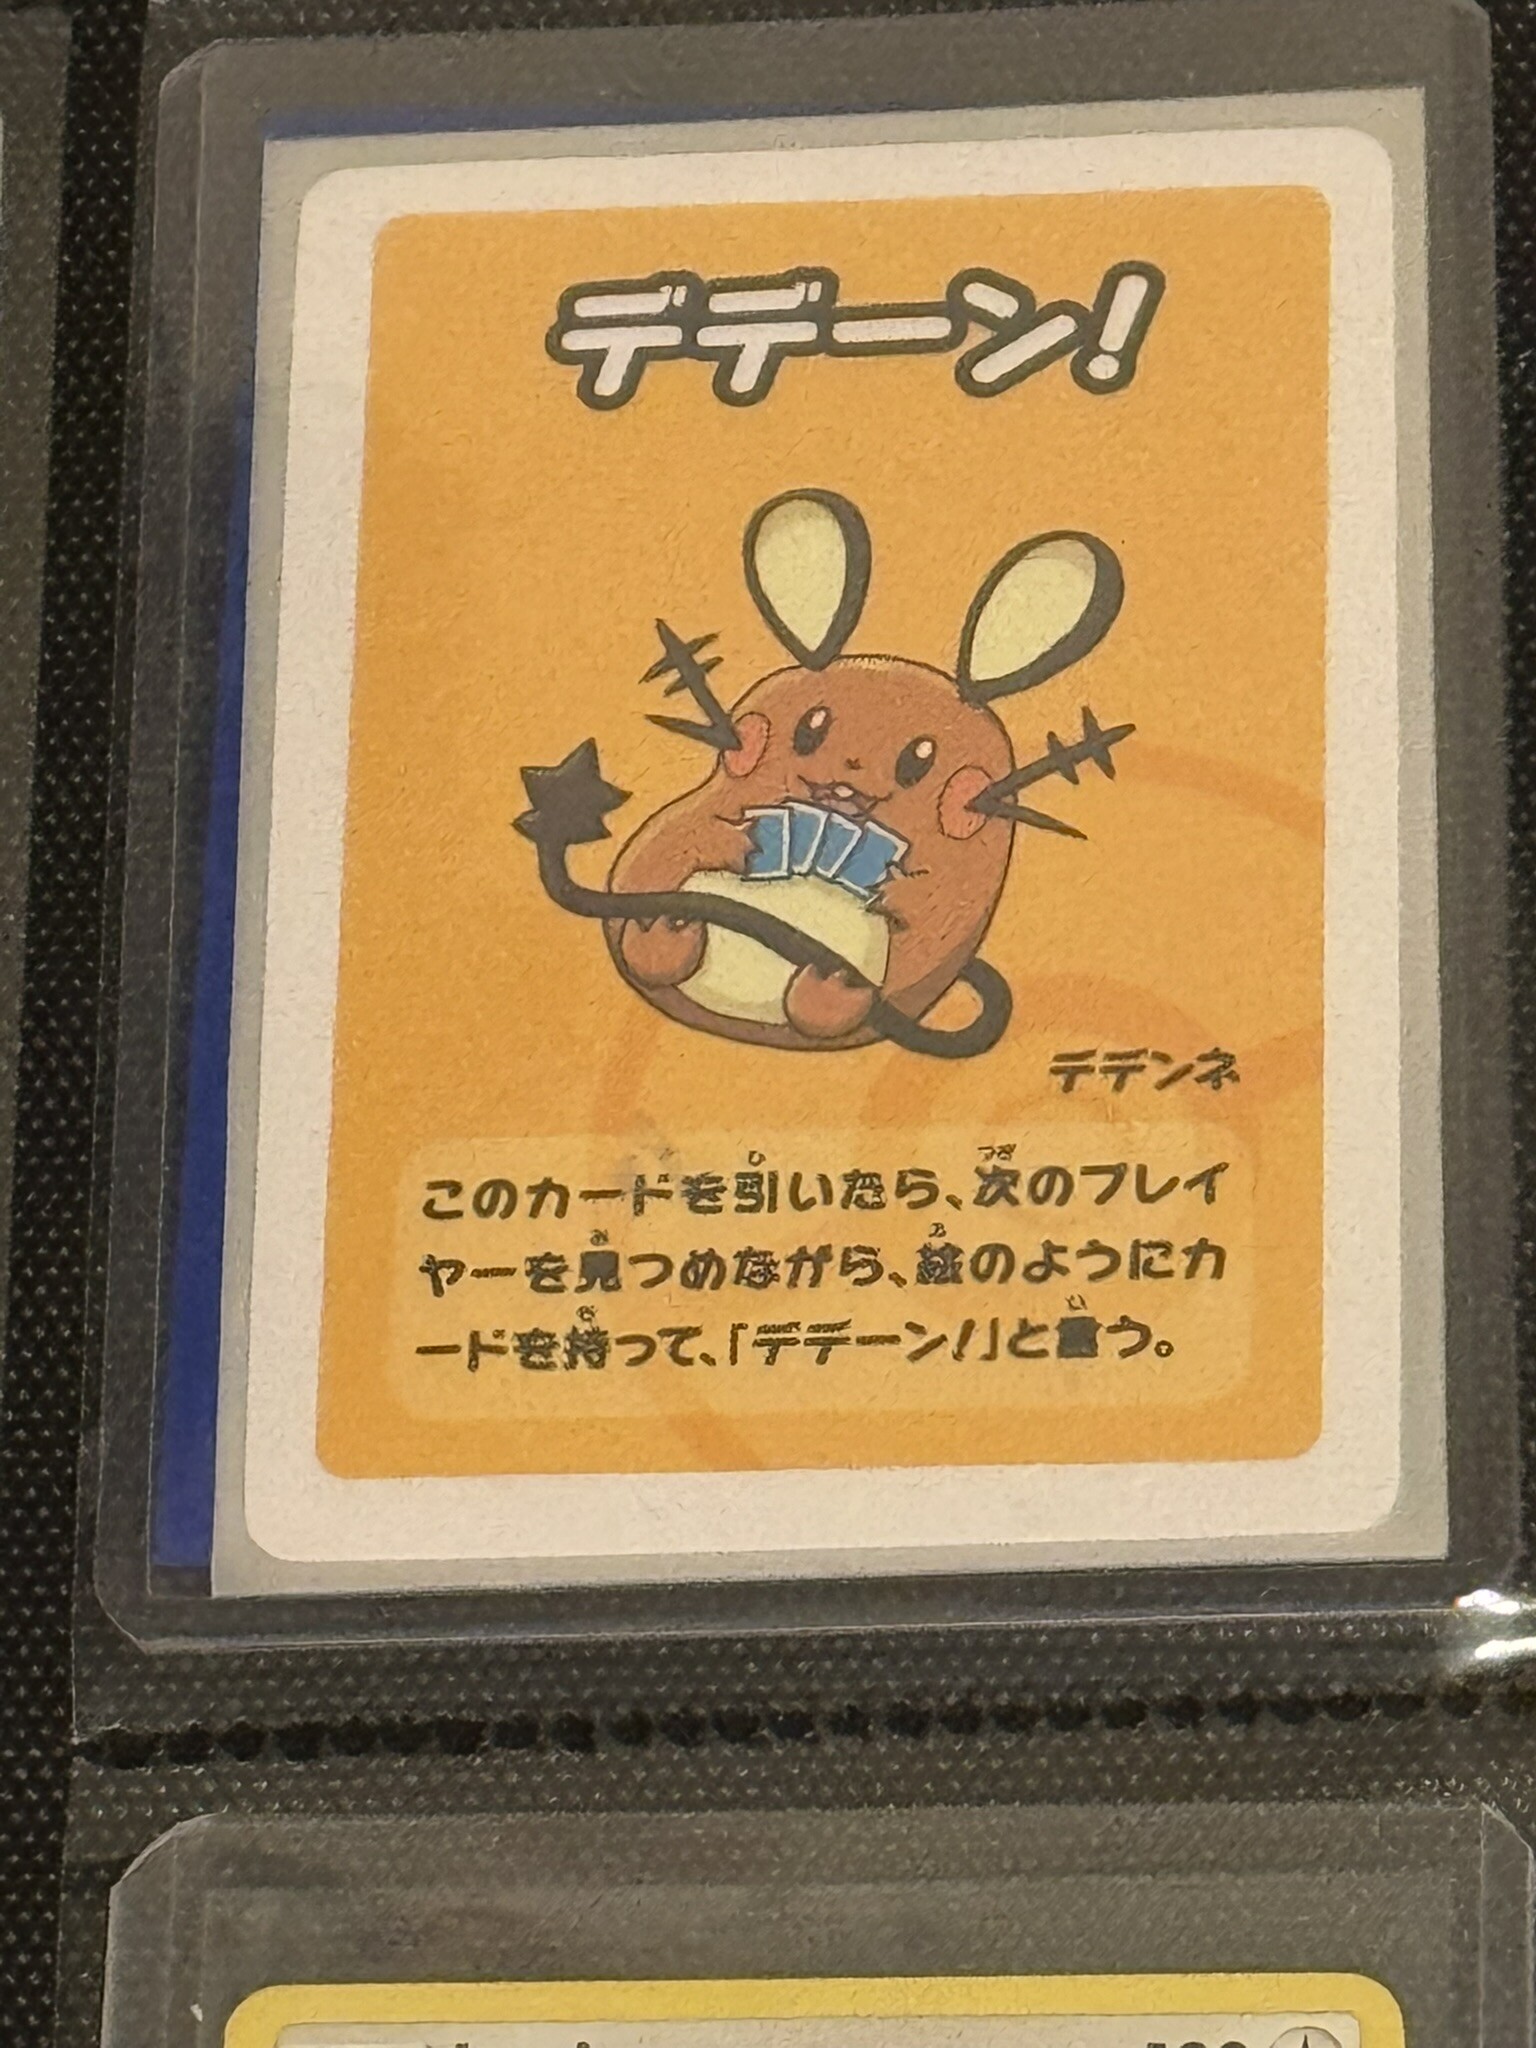 デデーン!
デデンネ
このカードを引いたら、次のプレイ
ヤーを見つめながら、絵のようにカ
ードを持って、「デデーン!」と言う。